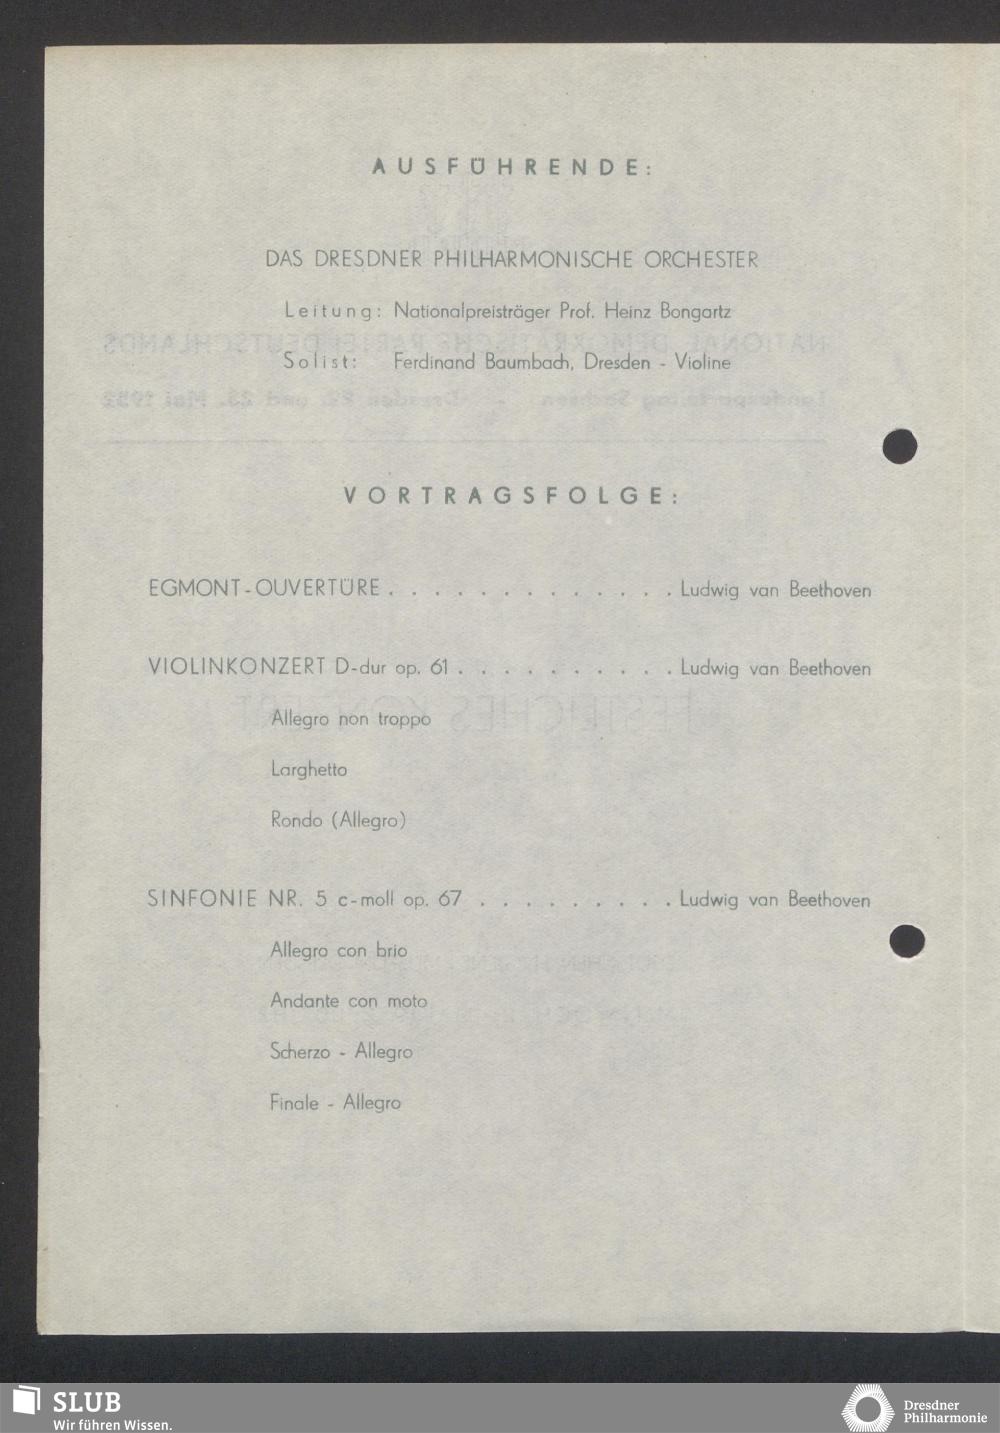 AUSFÜHRENDE:
DAS DRESDNER PHILHARMONISCHE ORCHESTER
Leitung: Nationalpreisträger Prof. Heinz Bongartz
Solist: Ferdinand Baumbach, Dresden - Violine
VORTRAGSFOLGE:
EGMONT-OUVERTÜRE . . . . . . . . . . . . . Ludwig van Beethoven
VIOLINKONZERT D-dur op. 61 . . . . . . . . . . Ludwig van Beethoven
Allegro non troppo
Larghetto
Rondo (Allegro)
SINFONIE NR. 5 c-moll op. 67 . . . . . . . . . Ludwig van Beethoven
Allegro con brio
Andante con moto
Scherzo - Allegro
Finale - Allegro
SLUB
Wir führen Wissen.
Dresdner
Philharmonie